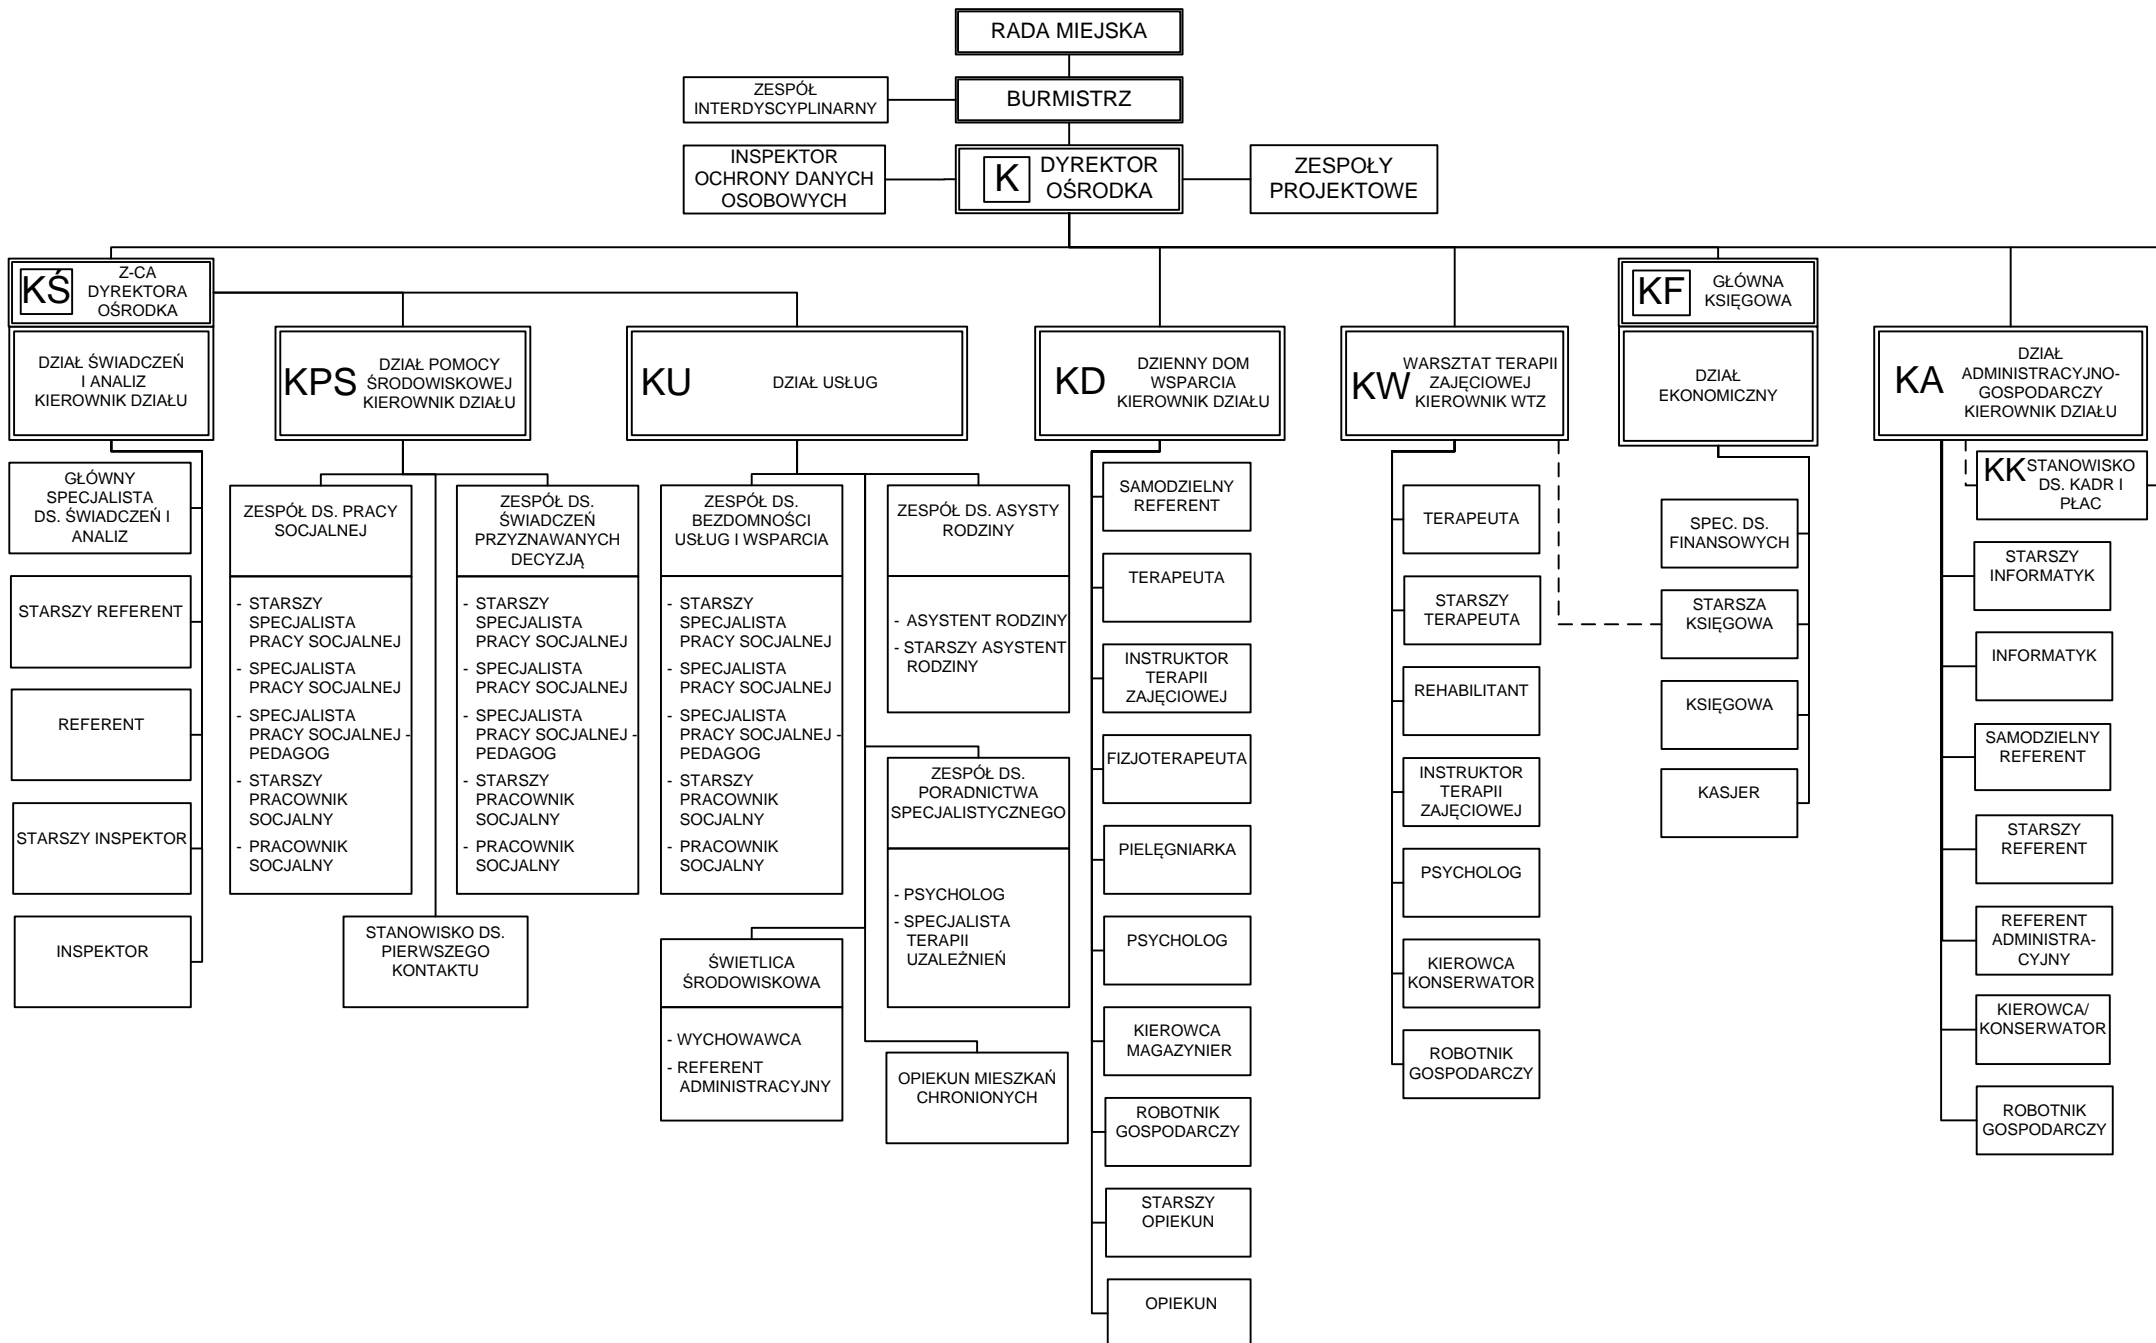 RADA MIEJSKA
ZESPÓŁ
INTERDYSCYPLINARNY
BURMISTRZ
INSPEKTOR
OCHRONY DANYCH
OSOBOWYCH
K
DYREKTOR
OŚRODKA
ZESPOŁY
PROJEKTOWE
KŚ
Z-CA
DYREKTORA
OŚRODKA
DZIAŁ ŚWIADCZEŃ
I ANALIZ
KIEROWNIK DZIAŁU
GŁÓWNY
SPECJALISTA
DS. ŚWIADCZEŃ I
ANALIZ
STARSZY REFERENT
REFERENT
STARSZY INSPEKTOR
INSPEKTOR
KPS
DZIAŁ POMOCY
ŚRODOWISKOWEJ
KIEROWNIK DZIAŁU
ZESPÓŁ DS. PRACY
SOCJALNEJ
- STARSZY
SPECJALISTA
PRACY SOCJALNEJ
- SPECJALISTA
PRACY SOCJALNEJ
- SPECJALISTA
PRACY SOCJALNEJ -
PEDAGOG
- STARSZY
PRACOWNIK
SOCJALNY
- PRACOWNIK
SOCJALNY
ZESPÓŁ DS.
ŚWIADCZEŃ
PRZYZNAWANYCH
DECYZJĄ
- STARSZY
SPECJALISTA
PRACY SOCJALNEJ
- SPECJALISTA
PRACY SOCJALNEJ
- SPECJALISTA
PRACY SOCJALNEJ -
PEDAGOG
- STARSZY
PRACOWNIK
SOCJALNY
- PRACOWNIK
SOCJALNY
STANOWISKO DS.
PIERWSZEGO
KONTAKTU
KU
DZIAŁ USŁUG
ZESPÓŁ DS.
BEZDOMNOŚCI
USŁUG I WSPARCIA
- STARSZY
SPECJALISTA
PRACY SOCJALNEJ
- SPECJALISTA
PRACY SOCJALNEJ
- SPECJALISTA
PRACY SOCJALNEJ -
PEDAGOG
- STARSZY
PRACOWNIK
SOCJALNY
- PRACOWNIK
SOCJALNY
ZESPÓŁ DS. ASYSTY
RODZINY
- ASYSTENT RODZINY
- STARSZY ASYSTENT
RODZINY
ZESPÓŁ DS.
PORADNICTWA
SPECJALISTYCZNEGO
- PSYCHOLOG
- SPECJALISTA
TERAPII
UZALEŻNIEŃ
ŚWIETLICA
ŚRODOWISKOWA
- WYCHOWAWCA
- REFERENT
ADMINISTRACYJNY
OPIEKUN MIESZKAŃ
CHRONIONYCH
KD
DZIENNY DOM
WSPARCIA
KIEROWNIK DZIAŁU
SAMODZIELNY
REFERENT
TERAPEUTA
INSTRUKTOR
TERAPII
ZAJĘCIOWEJ
FIZJOTERAPEUTA
PIELĘGNIARKA
PSYCHOLOG
KIEROWCA
MAGAZYNIER
ROBOTNIK
GOSPODARCZY
STARSZY
OPIEKUN
OPIEKUN
KW
WARSZTAT TERAPII
ZAJĘCIOWEJ
KIEROWNIK WTZ
TERAPEUTA
STARSZY
TERAPEUTA
REHABILITANT
INSTRUKTOR
TERAPII
ZAJĘCIOWEJ
PSYCHOLOG
KIEROWCA
KONSERWATOR
ROBOTNIK
GOSPODARCZY
KF
GŁÓWNA
KSIĘGOWA
DZIAŁ
EKONOMICZNY
SPEC. DS.
FINANSOWYCH
STARSZA
KSIĘGOWA
KSIĘGOWA
KASJER
KA
DZIAŁ
ADMINISTRACYJNO-
GOSPODARCZY
KIEROWNIK DZIAŁU
KK
STANOWISKO
DS. KADR I
PŁAC
STARSZY
INFORMATYK
INFORMATYK
SAMODZIELNY
REFERENT
STARSZY
REFERENT
REFERENT
ADMINISTRA-
CYJNY
KIEROWCA/
KONSERWATOR
ROBOTNIK
GOSPODARCZY